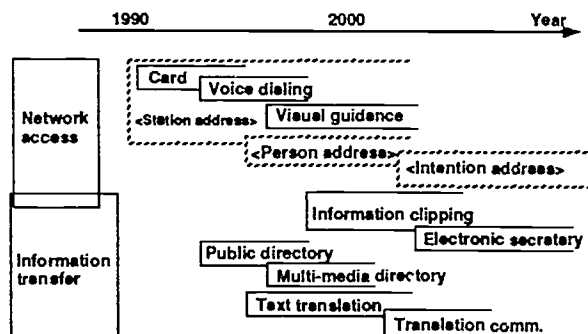 1990 2000 Year
Card
Voice dialing
Network access
<Station address>
Visual guidance
<Person address>
<Intention address>
Information clipping
Electronic secretary
Information transfer
Public directory
Multi-media directory
Text translation
Translation comm.